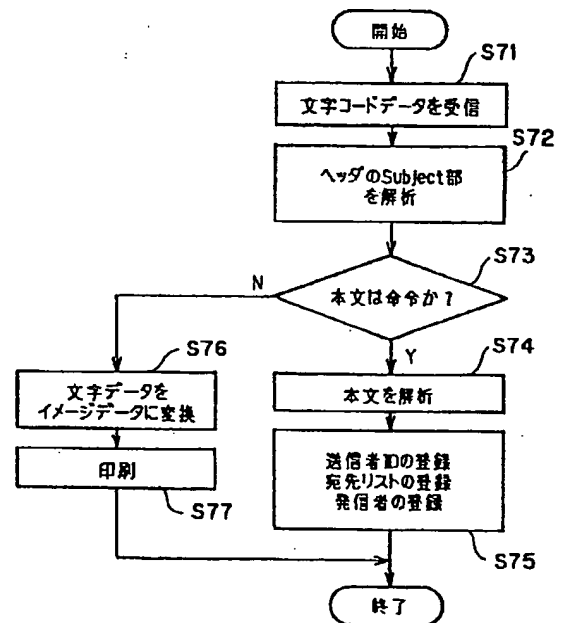 開始
S71
文字コードデータを受信
S72
ヘッダのSubject部
を解析
S73
本文は命令か?
N
Y
S76
文字データを
イメージデータに変換
S74
本文を解析
印刷
S77
送信者IDの登録
宛先リストの登録
発信者の登録
S75
終了